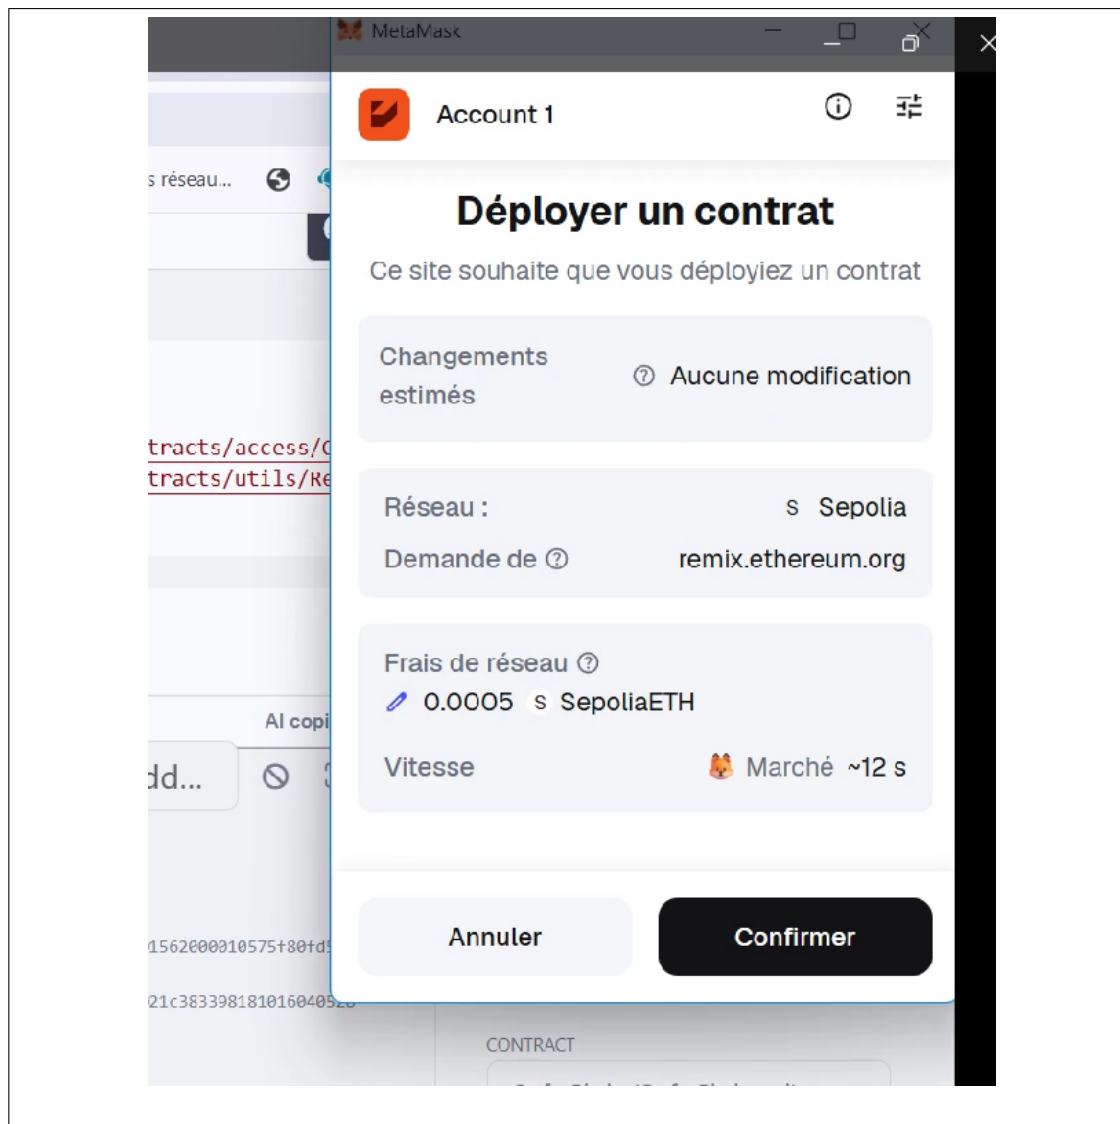 MetaMask
Account 1
s réseau...
Déployer un contrat
Ce site souhaite que vous déployiez un contrat
Changements
estimés
Aucune modification
tracts/access/
tracts/utils/Re
Réseau :
S Sepolia
Demande de
remix.ethereum.org
Frais de réseau
0.0005 S SepoliaETH
AI copi
Vitesse
Marché ~12 s
dd...
Annuler
Confirmer
CONTRACT